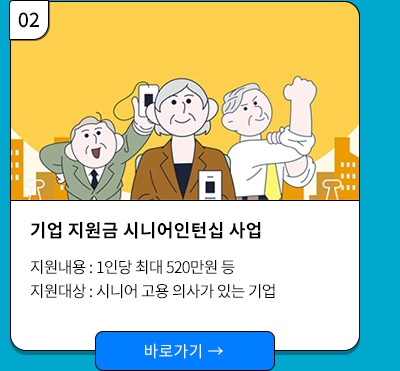 02
기업 지원금 시니어인턴십 사업
지원내용 : 1인당 최대 520만원 등
지원대상 : 시니어 고용 의사가 있는 기업
바로가기 →